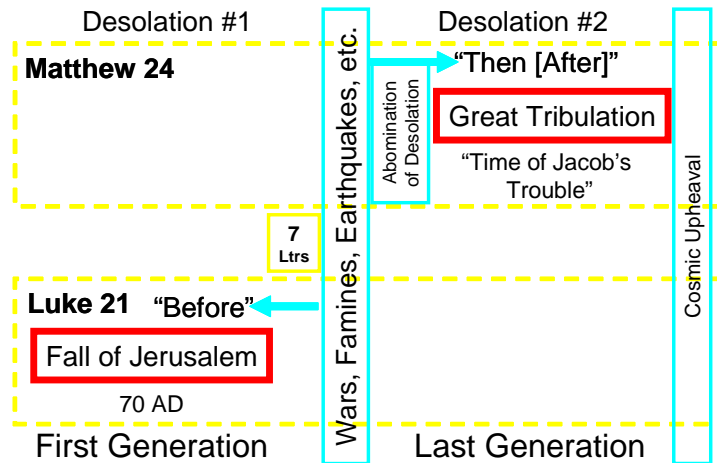 Desolation #1
Desolation #2
Matthew 24
“Then [After]”
Great Tribulation
“Time of Jacob’s
Trouble”
Abomination
of Desolation
Wars, Famines, Earthquakes, etc.
Cosmic Upheaval
7
Ltrs
Luke 21
“Before”
Fall of Jerusalem
70 AD
First Generation
Last Generation